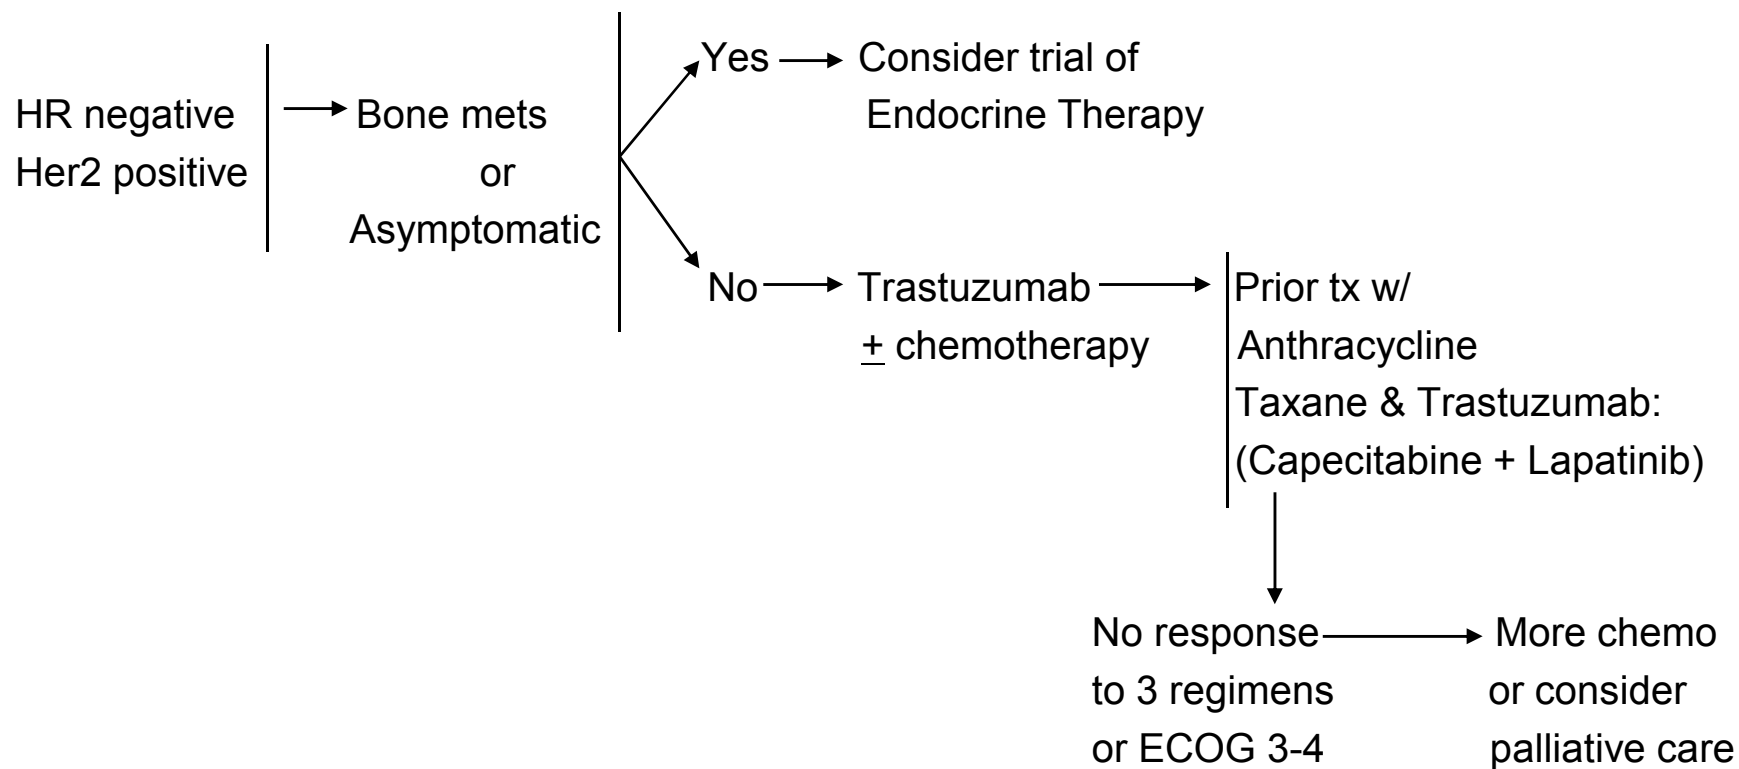 HR negative
Her2 positive
Bone mets
or
Asymptomatic
Yes
Consider trial of
Endocrine Therapy
No
Trastuzumab
± chemotherapy
Prior tx w/
Anthracycline
Taxane & Trastuzumab:
(Capecitabine + Lapatinib)
No response
to 3 regimens
or ECOG 3-4
More chemo
or consider
palliative care